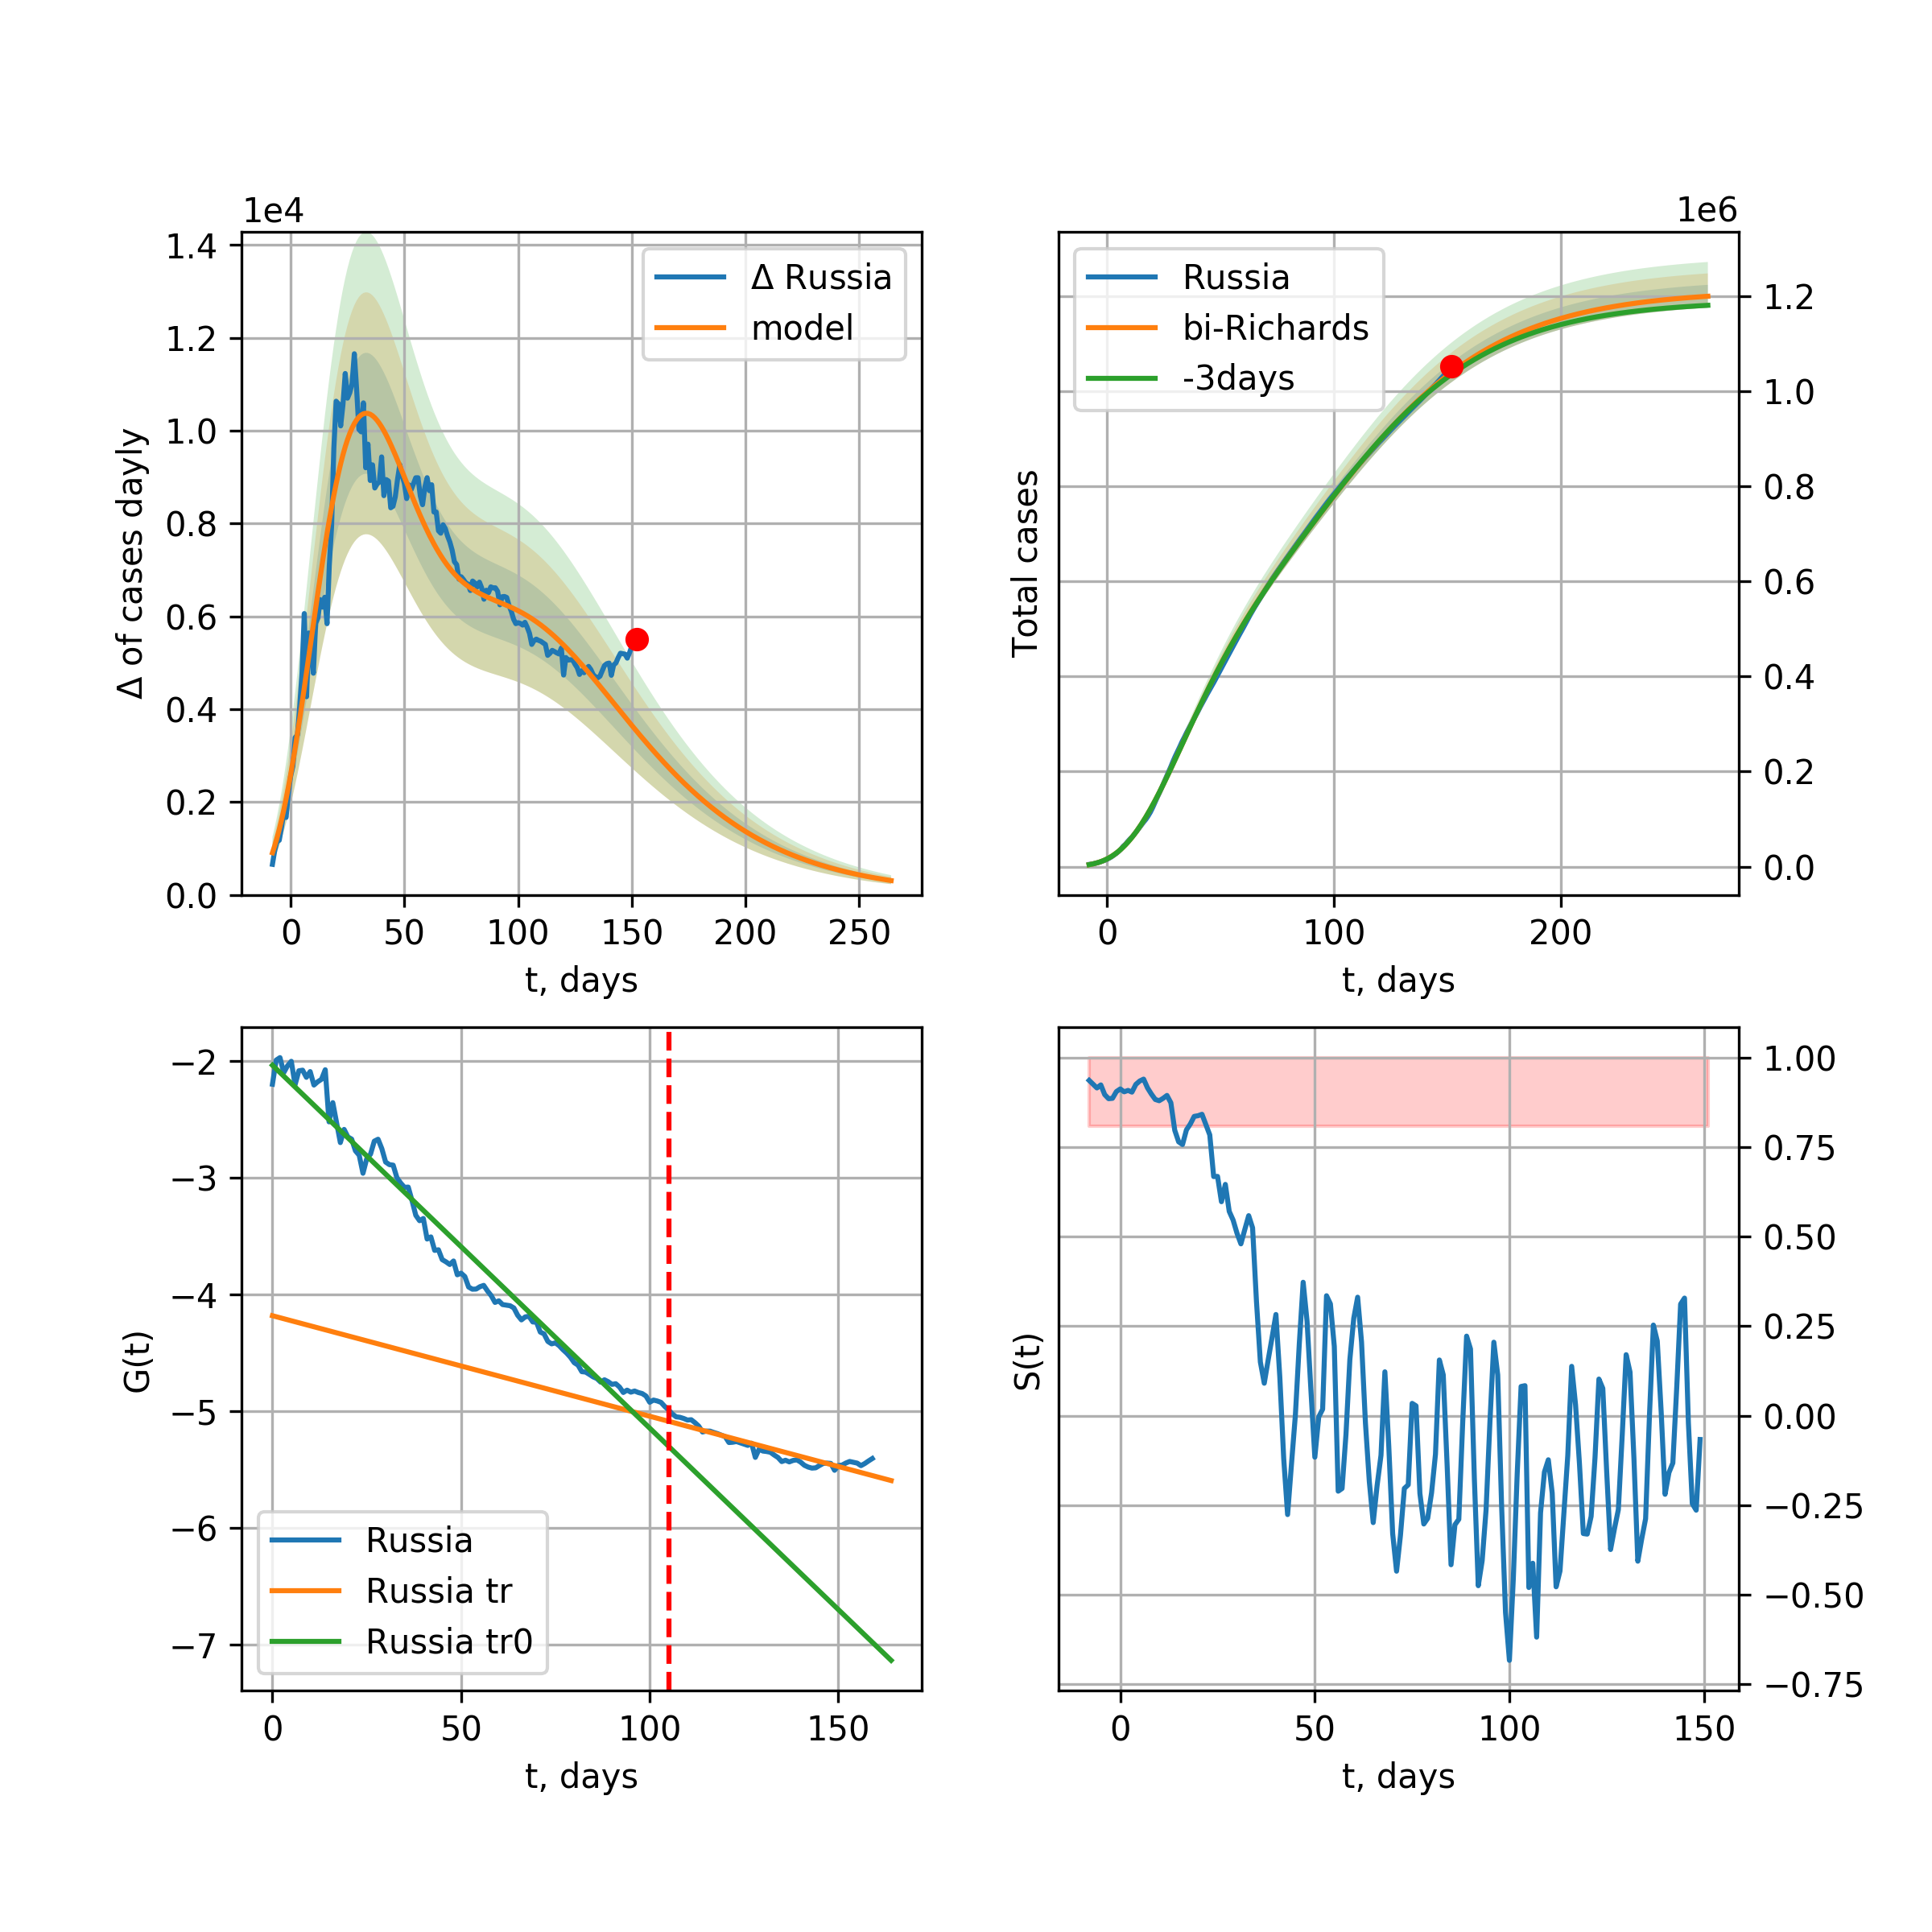 1e4
1.4
1.2
1.0
0.8
0.6
0.4
0.2
0.0
0 50 100 150 200 250
t, days
Δ of cases dayly
Δ Russia
model
1e6
1.2
1.0
0.8
0.6
0.4
0.2
0.0
0 100 200
t, days
Total cases
Russia
bi-Richards
-3days
−2
−3
−4
−5
−6
−7
0 50 100 150
t, days
G(t)
Russia
Russia tr
Russia tr0
1.00
0.75
0.50
0.25
0.00
−0.25
−0.50
−0.75
0 50 100 150
t, days
S(t)